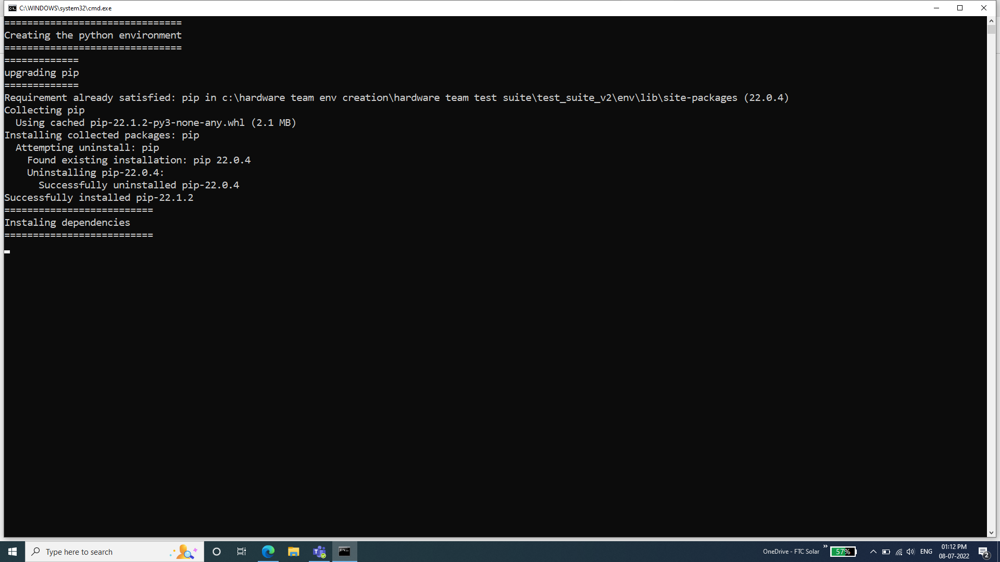 C:\WINDOWS\system32\cmd.exe
===============================
Creating the python environment
===============================
=============
upgrading pip
=============
Requirement already satisfied: pip in c:\hardware team env creation\hardware team test suite\test_suite_v2\env\lib\site-packages (22.0.4)
Collecting pip
  Using cached pip-22.1.2-py3-none-any.whl (2.1 MB)
Installing collected packages: pip
  Attempting uninstall: pip
    Found existing installation: pip 22.0.4
    Uninstalling pip-22.0.4:
      Successfully uninstalled pip-22.0.4
Successfully installed pip-22.1.2
==========================
Instaling dependencies
==========================
Type here to search
OneDrive - FTC Solar
57%
ENG
01:12 PM
08-07-2022
2